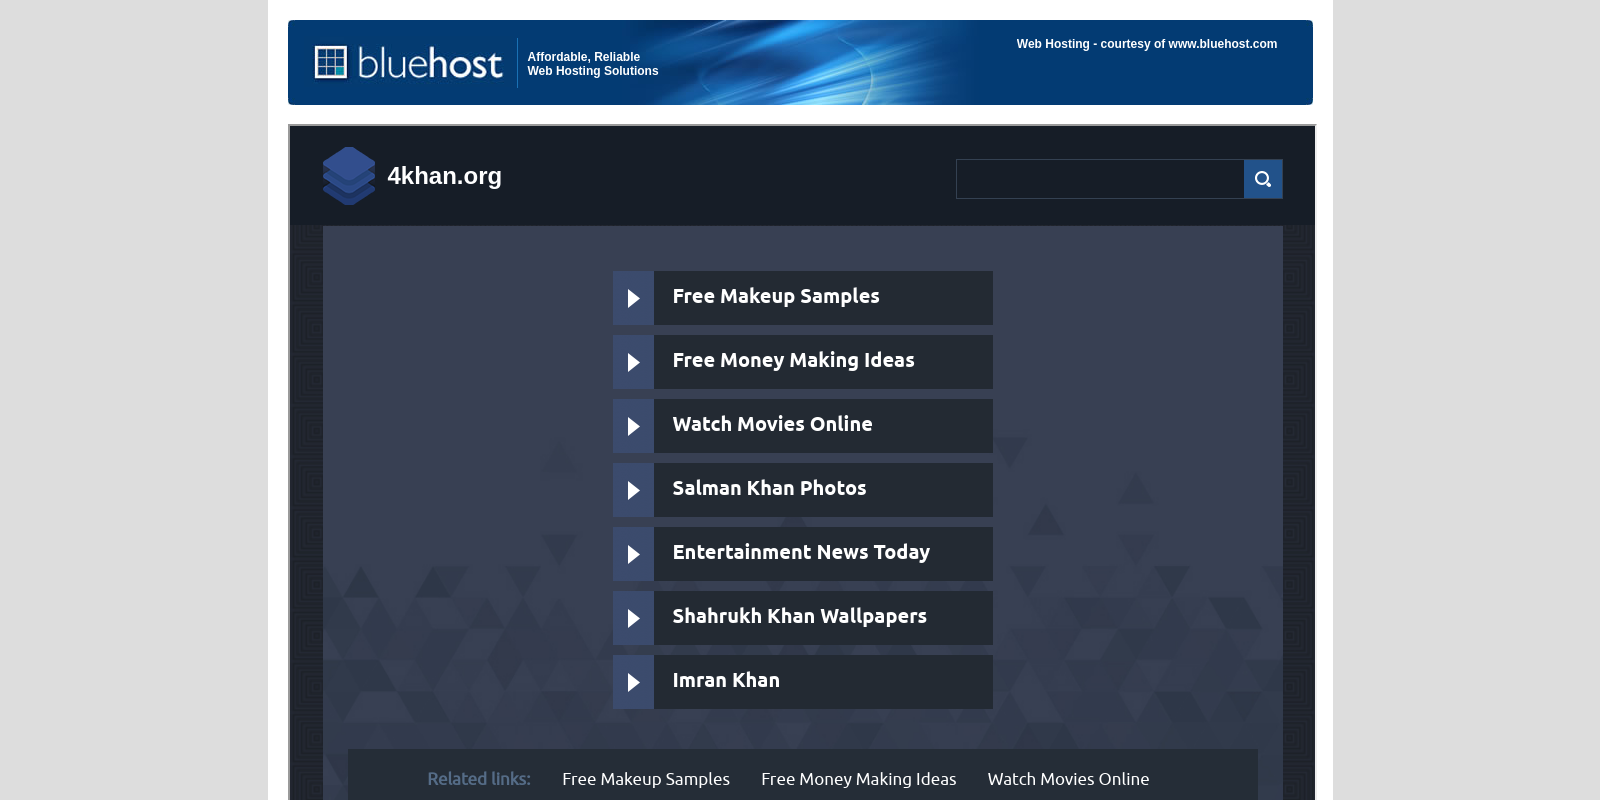 bluehost
Affordable, Reliable
Web Hosting Solutions
Web Hosting - courtesy of www.bluehost.com
4khan.org
Free Makeup Samples
Free Money Making Ideas
Watch Movies Online
Salman Khan Photos
Entertainment News Today
Shahrukh Khan Wallpapers
Imran Khan
Related links: Free Makeup Samples Free Money Making Ideas Watch Movies Online